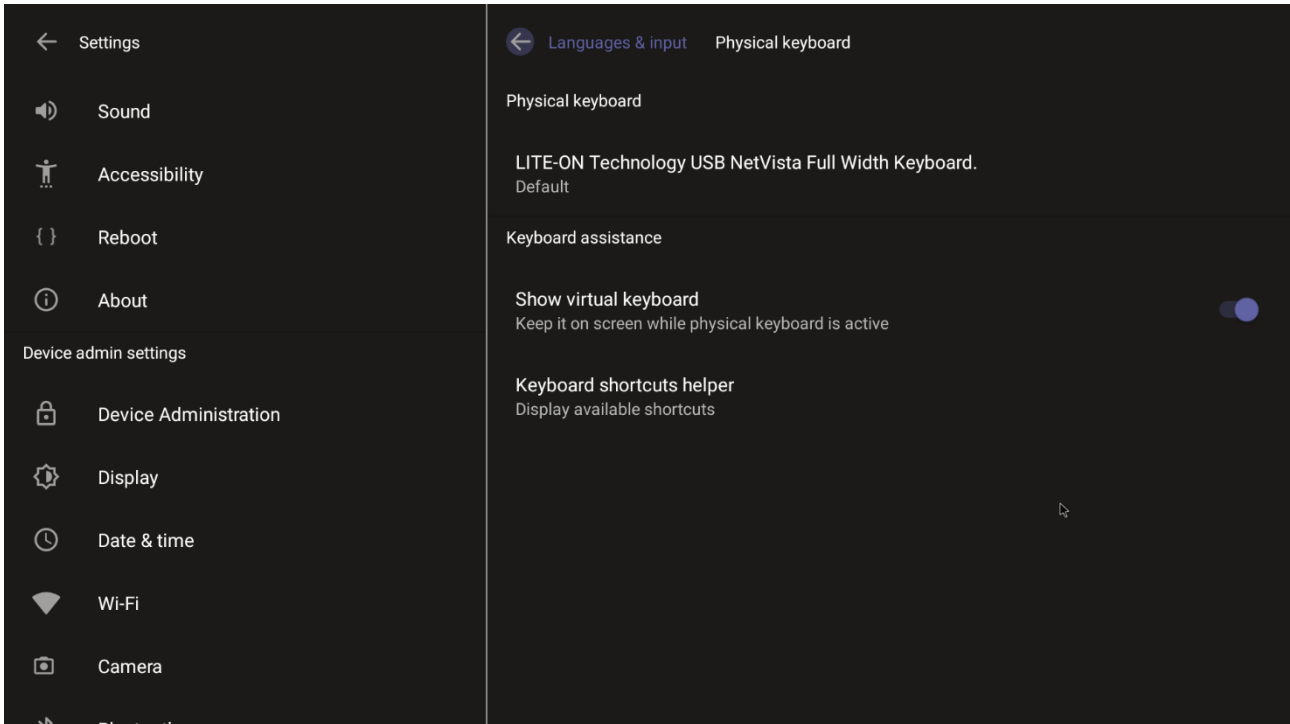 Settings
Sound
Accessibility
{ } Reboot
About
Device admin settings
Device Administration
Display
Date & time
Wi-Fi
Camera
Languages & input Physical keyboard
Physical keyboard
LITE-ON Technology USB NetVista Full Width Keyboard.
Default
Keyboard assistance
Show virtual keyboard
Keep it on screen while physical keyboard is active
Keyboard shortcuts helper
Display available shortcuts